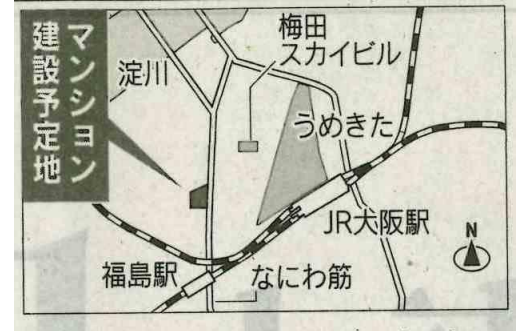 マンション
建設予定地
淀川
梅田
スカイビル
うめきた
JR大阪駅
N
福島駅
なにわ筋